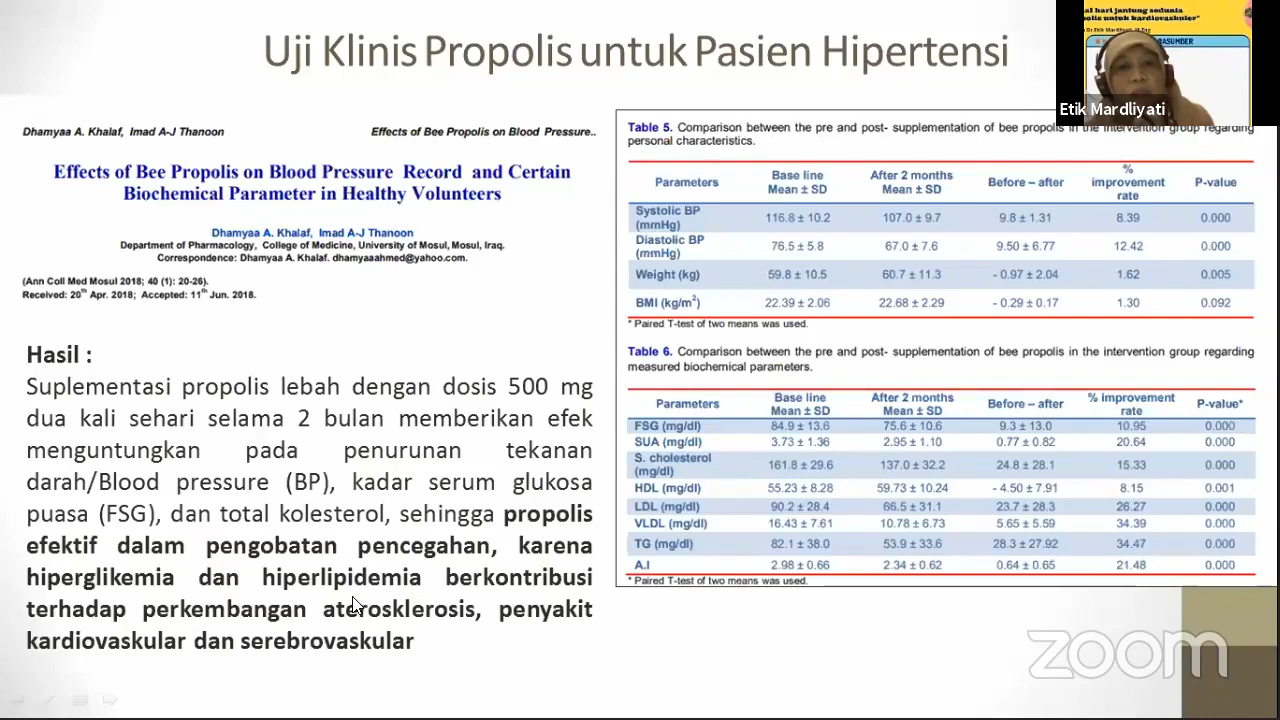 Uji Klinis Propolis untuk Pasien Hipertensi
al hari jantung sedunia
olis untuk kardiovaskuler"
Dr.Etik Mardliyati, M.Eng
RASUMBER
Etik Mardliyati
Dhamyaa A. Khalaf, Imad A-J Thanoon
Effects of Bee Propolis on Blood Pressure..
Effects of Bee Propolis on Blood Pressure Record and Certain
Biochemical Parameter in Healthy Volunteers
Dhamyaa A. Khalaf, Imad A-J Thanoon
Department of Pharmacology, College of Medicine, University of Mosul, Mosul, Iraq.
Correspondence: Dhamyaa A. Khalaf. dhamyaaahmed@yahoo.com.
(Ann Coll Med Mosul 2018; 40 (1): 20-26).
Received: 20th Apr. 2018; Accepted: 11th Jun. 2018.
Hasil :
Suplementasi propolis lebah dengan dosis 500 mg
dua kali sehari selama 2 bulan memberikan efek
menguntungkan pada penurunan tekanan
darah/Blood pressure (BP), kadar serum glukosa
puasa (FSG), dan total kolesterol, sehingga propolis
efektif dalam pengobatan pencegahan, karena
hiperglikemia dan hiperlipidemia berkontribusi
terhadap perkembangan aterosklerosis, penyakit
kardiovaskular dan serebrovaskular
Table 5. Comparison between the pre and post- supplementation of bee propolis in the intervention group regarding
personal characteristics.
Parameters Base line Mean ± SD After 2 months Mean ± SD Before – after % improvement rate P-value
Systolic BP (mmHg) 116.8 ± 10.2 107.0 ± 9.7 9.8 ± 1.31 8.39 0.000
Diastolic BP (mmHg) 76.5 ± 5.8 67.0 ± 7.6 9.50 ± 6.77 12.42 0.000
Weight (kg) 59.8 ± 10.5 60.7 ± 11.3 - 0.97 ± 2.04 1.62 0.005
BMI (kg/m2) 22.39 ± 2.06 22.68 ± 2.29 - 0.29 ± 0.17 1.30 0.092
* Paired T-test of two means was used.
Table 6. Comparison between the pre and post- supplementation of bee propolis in the intervention group regarding
measured biochemical parameters.
Parameters Base line Mean ± SD After 2 months Mean ± SD Before – after % improvement rate P-value*
FSG (mg/dl) 84.9 ± 13.6 75.6 ± 10.6 9.3 ± 13.0 10.95 0.000
SUA (mg/dl) 3.73 ± 1.36 2.95 ± 1.10 0.77 ± 0.82 20.64 0.000
S. cholesterol (mg/dl) 161.8 ± 29.6 137.0 ± 32.2 24.8 ± 28.1 15.33 0.000
HDL (mg/dl) 55.23 ± 8.28 59.73 ± 10.24 - 4.50 ± 7.91 8.15 0.001
LDL (mg/dl) 90.2 ± 28.4 66.5 ± 31.1 23.7 ± 28.3 26.27 0.000
VLDL (mg/dl) 16.43 ± 7.61 10.78 ± 6.73 5.65 ± 5.59 34.39 0.000
TG (mg/dl) 82.1 ± 38.0 53.9 ± 33.6 28.3 ± 27.92 34.47 0.000
A.I 2.98 ± 0.66 2.34 ± 0.62 0.64 ± 0.65 21.48 0.000
* Paired T-test of two means was used.
zoom